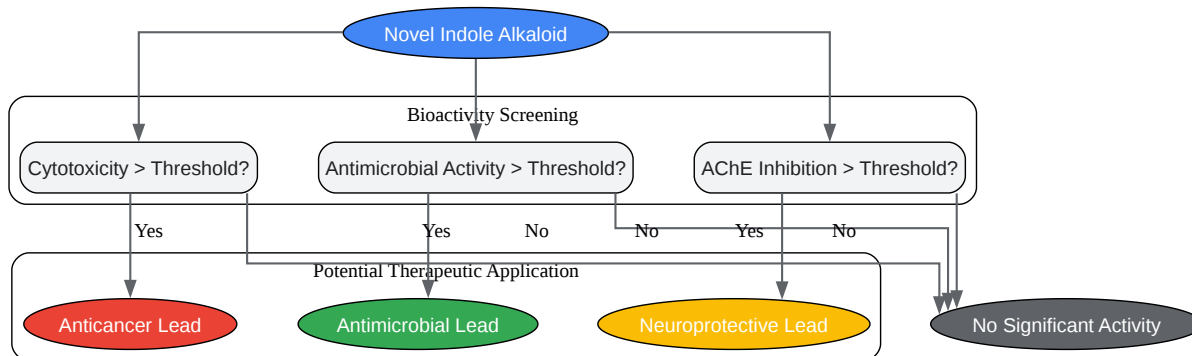 Novel Indole Alkaloid
Bioactivity Screening
Cytotoxicity > Threshold?
Antimicrobial Activity > Threshold?
AChE Inhibition > Threshold?
Yes
Yes
No
No
Yes
No
Potential Therapeutic Application
Anticancer Lead
Antimicrobial Lead
Neuroprotective Lead
No Significant Activity